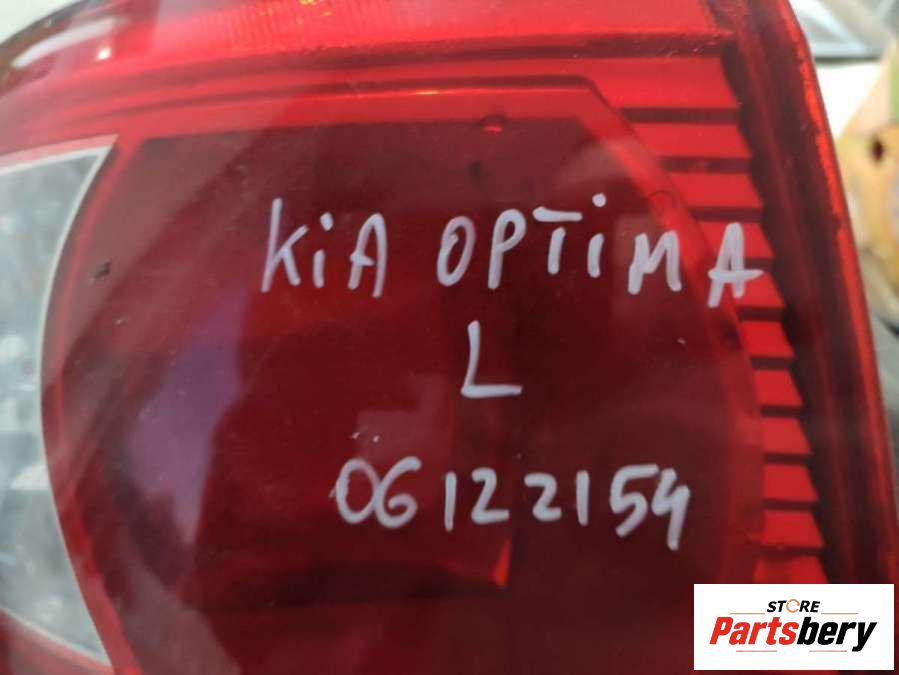 KiA OPTiMA
L
06122154
STORE
Partsbery